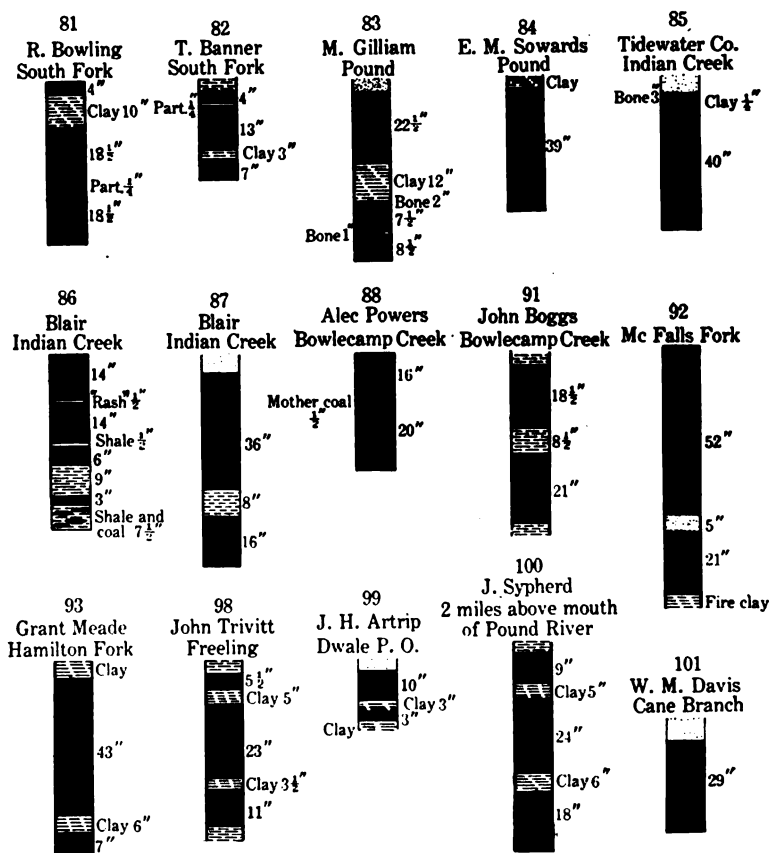 81
R. Bowling
South Fork
4"
Clay 10"
18½"
Part.¼"
18½"
82
T. Banner
South Fork
4"
Part.¼"
13"
Clay 3"
7"
83
M. Gilliam
Pound
22½"
Clay 12"
Bone 2"
7½"
Bone 1"
8½"
84
E. M. Sowards
Pound
Clay
39"
85
Tidewater Co.
Indian Creek
Bone 3"
Clay ½"
40"
86
Blair
Indian Creek
14"
"Rash" ½"
14"
Shale ½"
6"
9"
3"
Shale and
coal 7½"
87
Blair
Indian Creek
36"
8"
16"
88
Alec Powers
Bowlecamp Creek
16"
Mother coal
½"
20"
91
John Boggs
Bowlecamp Creek
18½"
8½"
21"
92
Mc Falls Fork
52"
5"
21"
Fire clay
93
Grant Meade
Hamilton Fork
Clay
43"
Clay 6"
7"
98
John Trivitt
Freeling
5½"
Clay 5"
23"
Clay 3½"
11"
99
J. H. Artrip
Dwale P. O.
10"
Clay 3"
3"
Clay
100
J. Sypherd
2 miles above mouth
of Pound River
9"
Clay 5"
24"
Clay 6"
18"
101
W. M. Davis
Cane Branch
29"